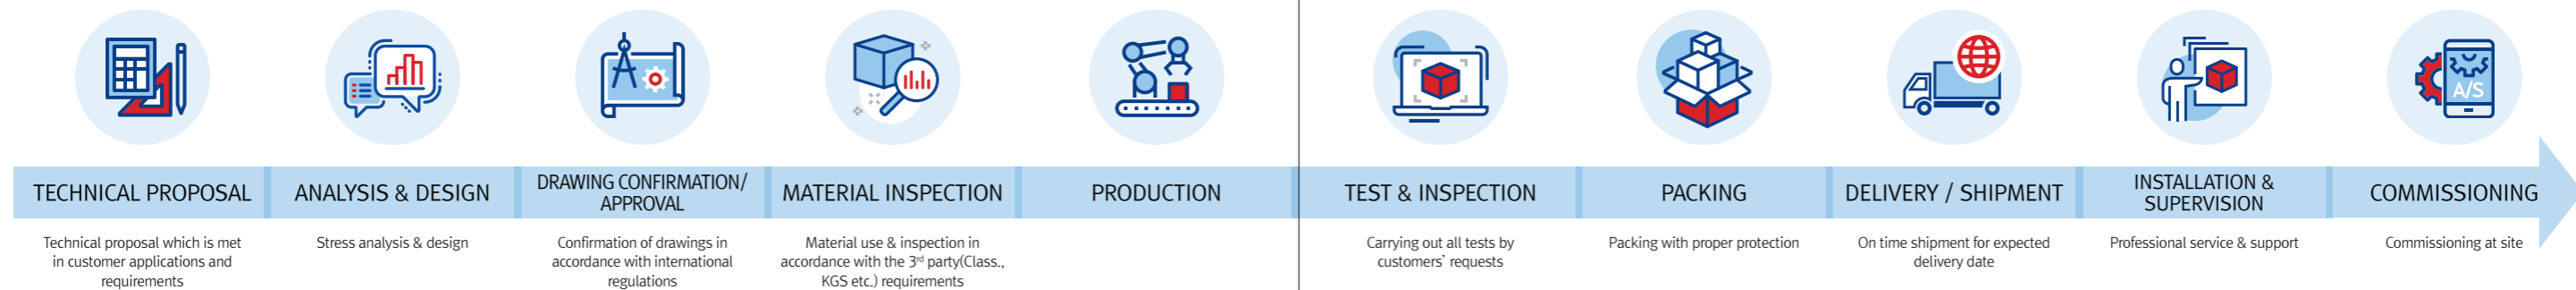 TECHNICAL PROPOSAL
Technical proposal which is met
in customer applications and
requirements
ANALYSIS & DESIGN
Stress analysis & design
DRAWING CONFIRMATION/
APPROVAL
Confirmation of drawings in
accordance with international
regulations
MATERIAL INSPECTION
Material use & inspection in
accordance with the 3rd party(Class.,
KGS etc.) requirements
PRODUCTION
TEST & INSPECTION
Carrying out all tests by
customers’ requests
PACKING
Packing with proper protection
DELIVERY / SHIPMENT
On time shipment for expected
delivery date
INSTALLATION &
SUPERVISION
Professional service & support
A/S
COMMISSIONING
Commissioning at site